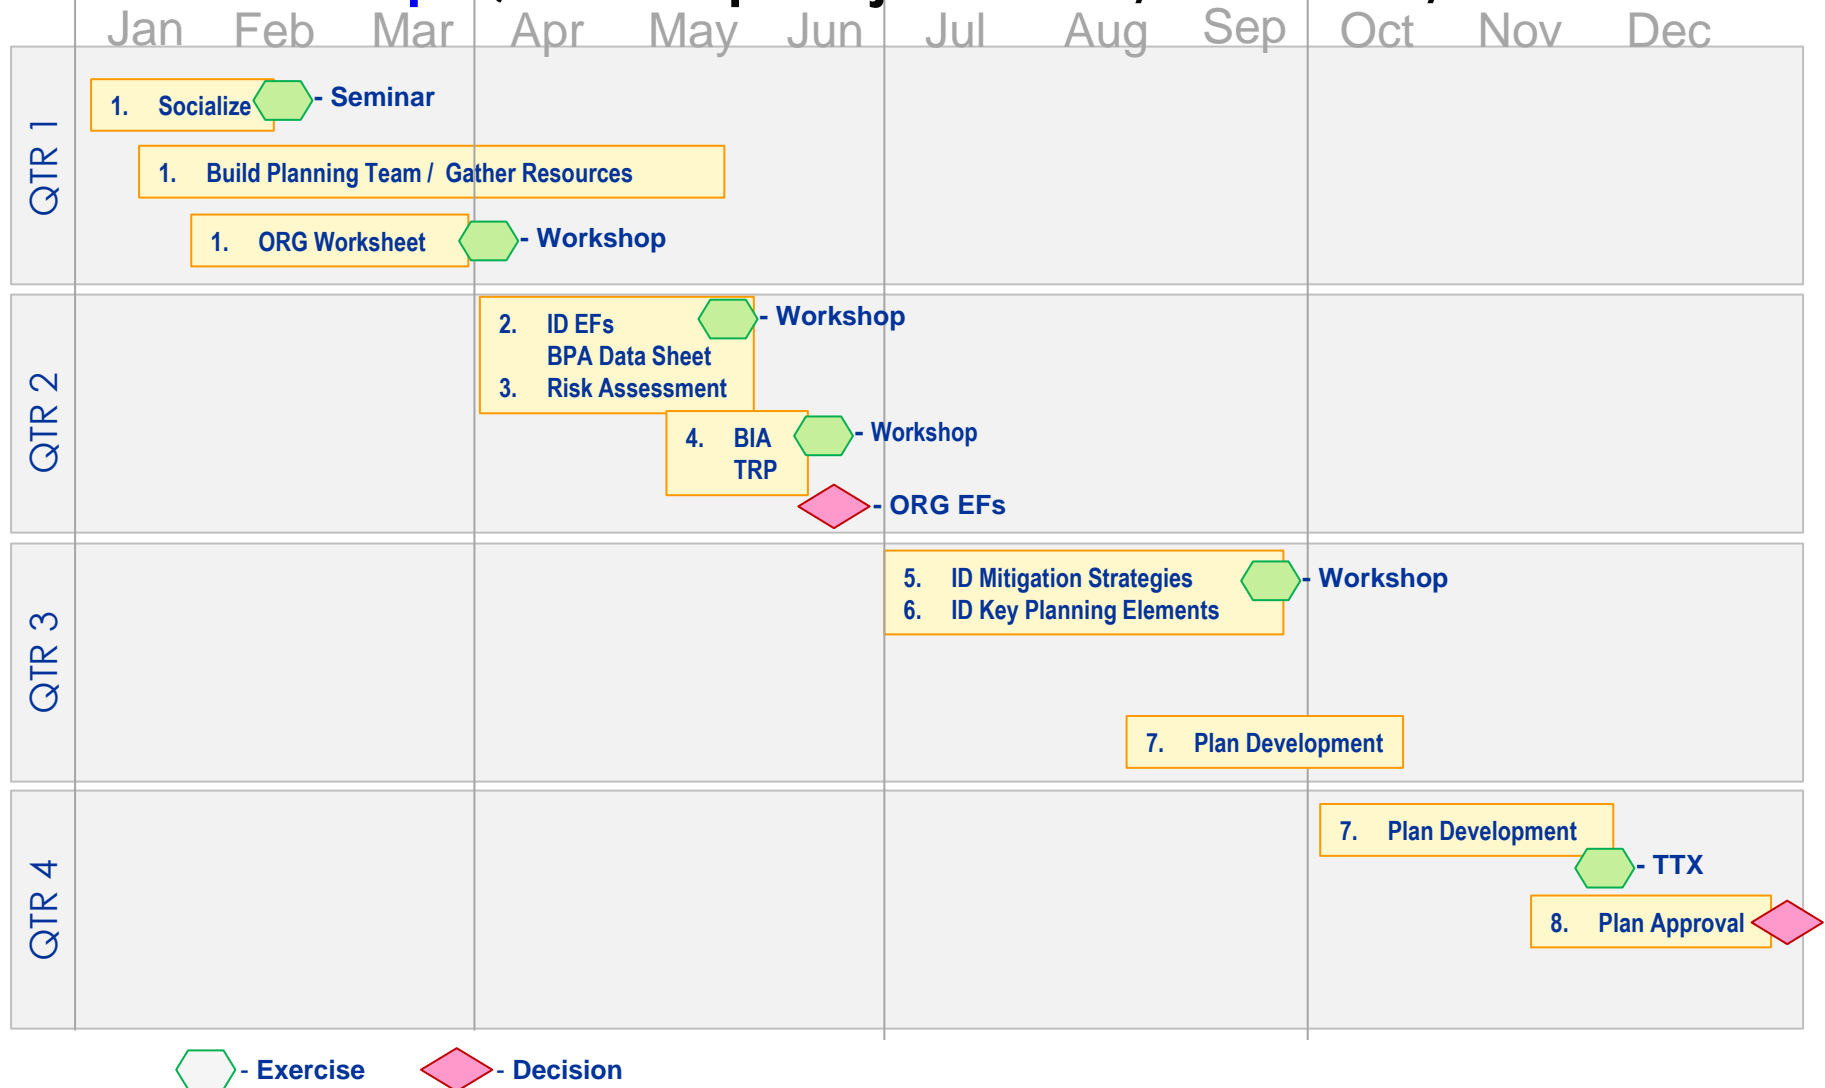 Jan Feb Mar Apr May Jun Jul Aug Sep Oct Nov Dec
QTR 1
1. Socialize
- Seminar
1. Build Planning Team / Gather Resources
1. ORG Worksheet
- Workshop
QTR 2
2. ID EFs
BPA Data Sheet
3. Risk Assessment
- Workshop
4. BIA
TRP
- Workshop
- ORG EFs
QTR 3
5. ID Mitigation Strategies
6. ID Key Planning Elements
- Workshop
7. Plan Development
QTR 4
7. Plan Development
- TTX
8. Plan Approval
- Exercise
- Decision